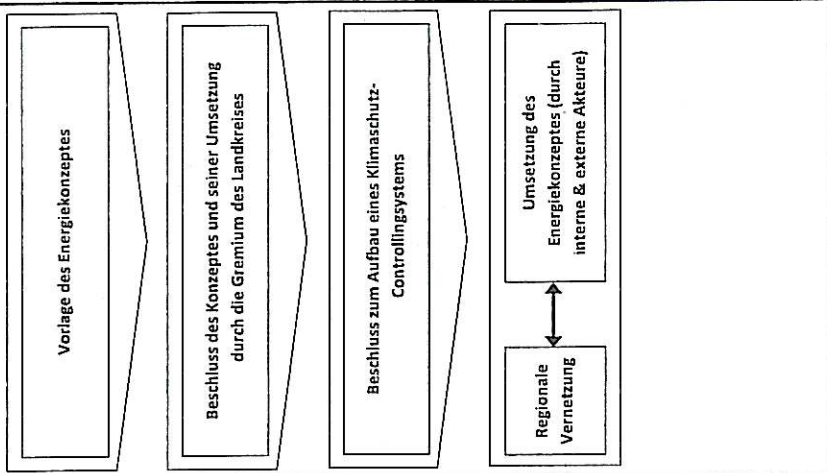 Vorlage des Energiekonzeptes
Beschluss des Konzeptes und seiner Umsetzung
durch die Gremium des Landkreises
Beschluss zum Aufbau eines Klimaschutz-
Controllingsystems
Regionale
Vernetzung
Umsetzung des
Energiekonzeptes (durch
interne & externe Akteure)